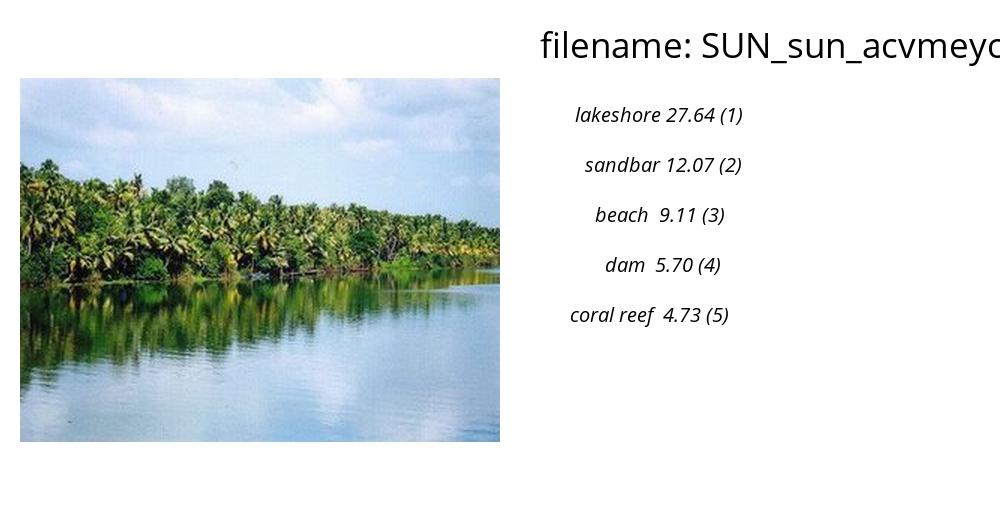 filename: SUN_sun_acvmeyc
lakeshore 27.64 (1)
sandbar 12.07 (2)
beach 9.11 (3)
dam 5.70 (4)
coral reef 4.73 (5)